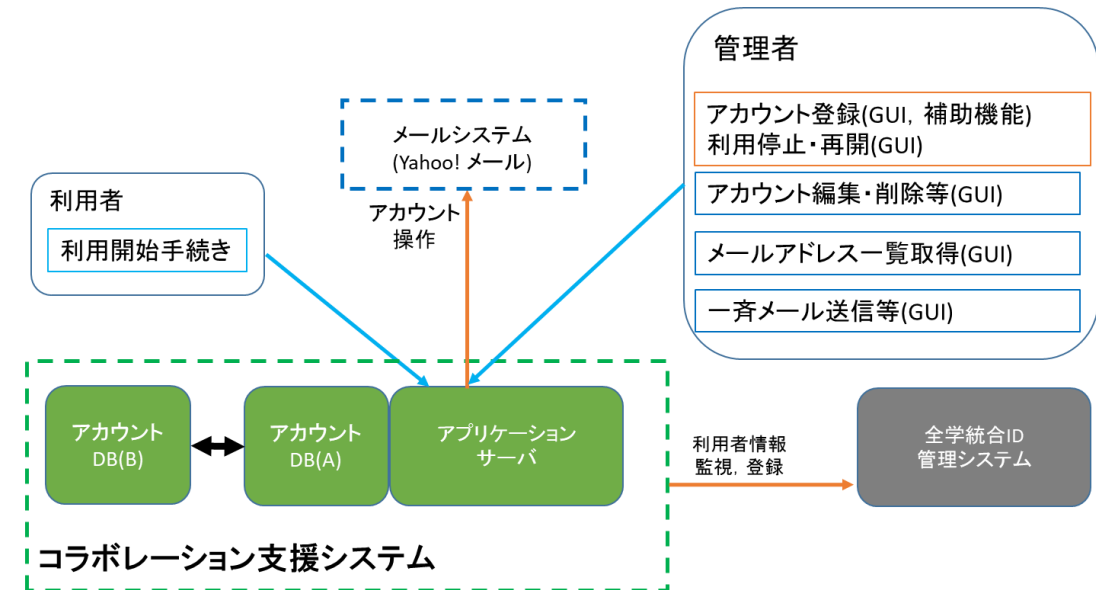 管理者
アカウント登録(GUI, 補助機能)
利用停止・再開(GUI)
アカウント編集・削除等(GUI)
メールアドレス一覧取得(GUI)
一斉メール送信等(GUI)
メールシステム
(Yahoo! メール)
利用者
利用開始手続き
アカウント
操作
アカウント
DB(B)
アカウント
DB(A)
アプリケーション
サーバ
利用者情報
監視, 登録
全学統合ID
管理システム
コラボレーション支援システム